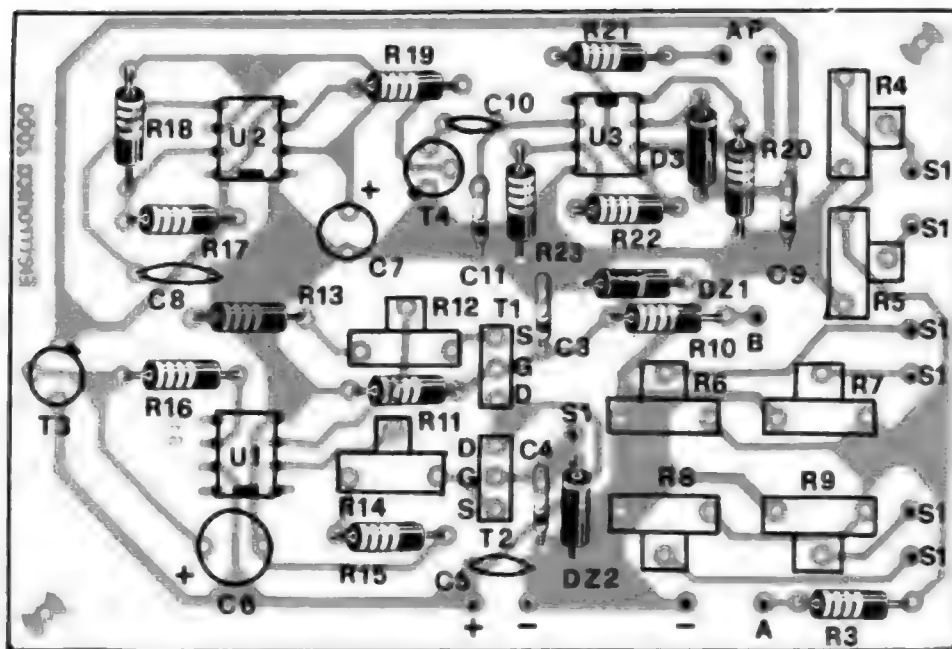 R21
AP
R19
R4
C10
R18
U2
U3
D3
R20
S1
T4
+
R17
R23
R22
S1
C7
C11
C9
C8
R13
R12
T1
DZ1
R5
S
C3
R10
B
S1
G
R16
D
R6
R7
S1
T3
R11
S1
U1
D
C4
G
R8
R9
S
S1
R14
T2
R15
S1
+
C6
C5
DZ2
+
-
-
A
R3